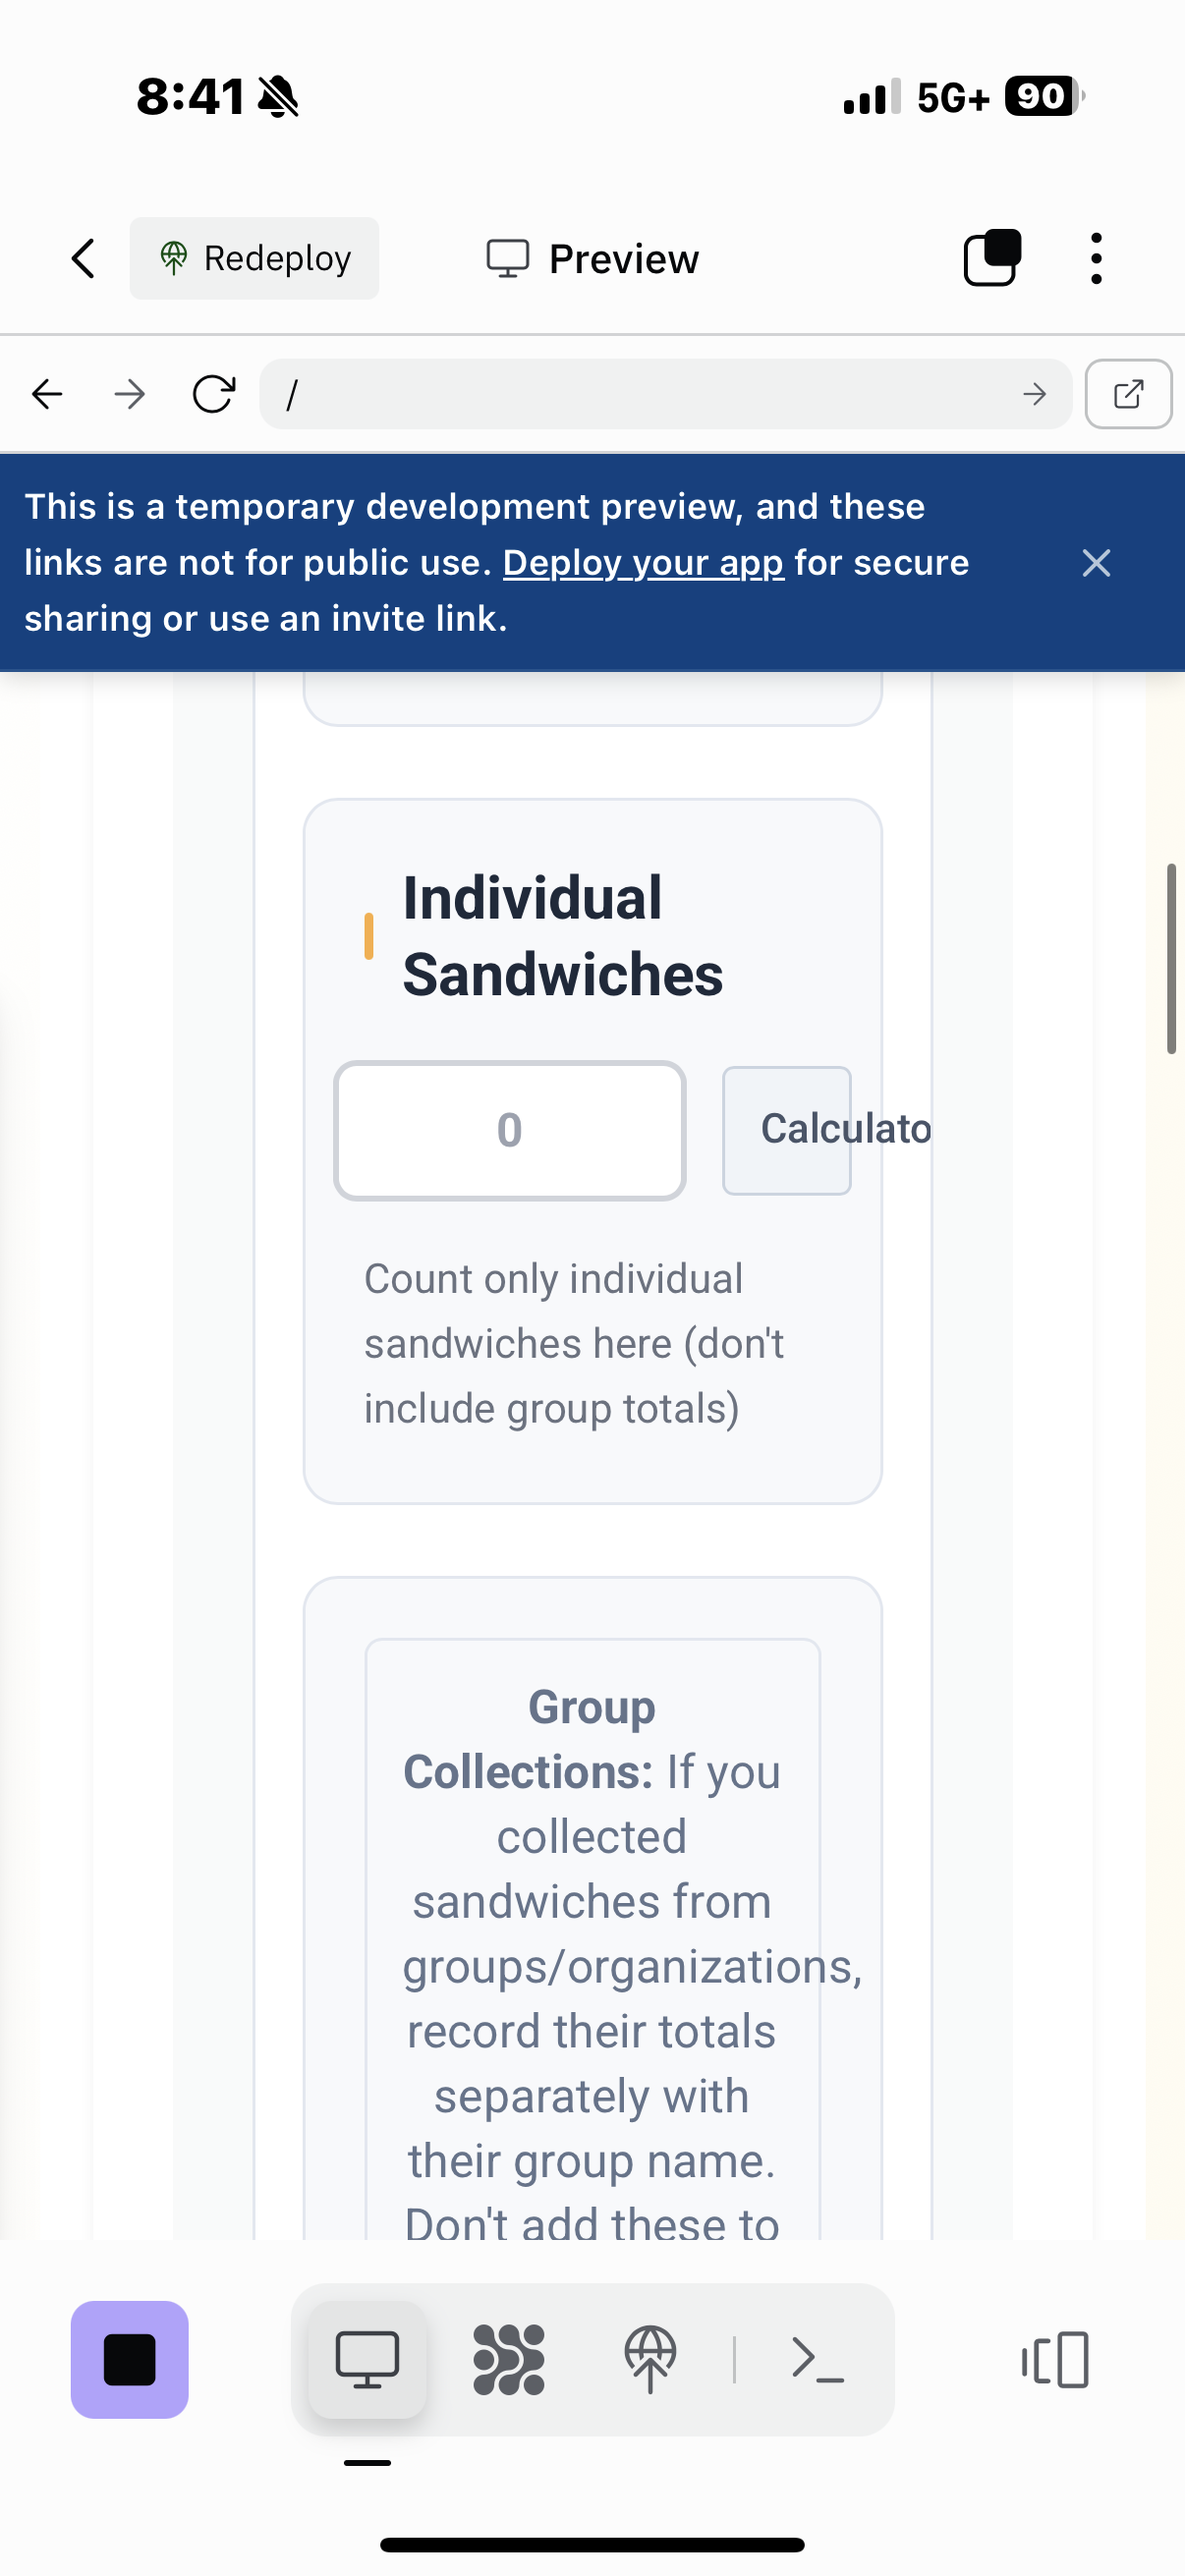 8:41
5G+ 90
Redeploy
Preview
/
This is a temporary development preview, and these
links are not for public use. Deploy your app for secure
sharing or use an invite link.
Individual
Sandwiches
0
Calculato
Count only individual
sandwiches here (don't
include group totals)
Group
Collections: If you
collected
sandwiches from
groups/organizations,
record their totals
separately with
their group name.
Don't add these to